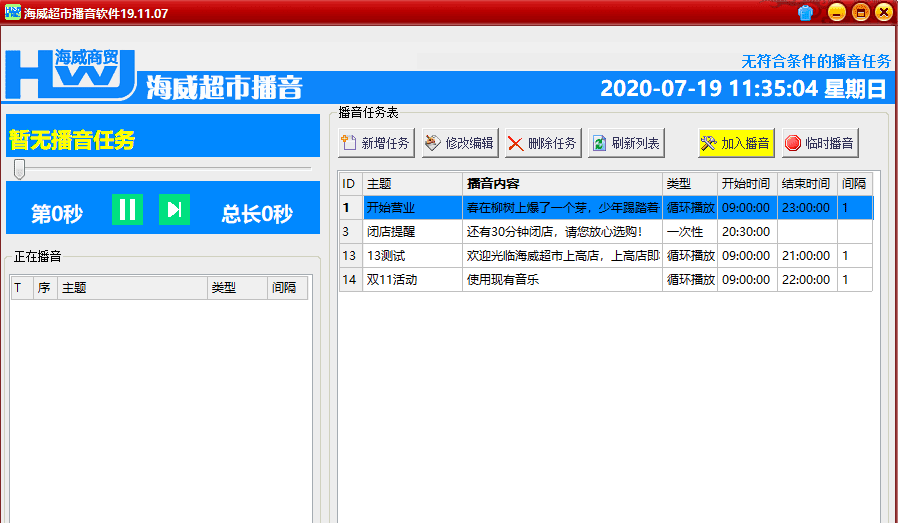 海威超市播音软件19.11.07
海威商贸
HWJ
海威超市播音
无符合条件的播音任务
2020-07-19 11:35:04 星期日
暂无播音任务
第0秒 总长0秒
正在播音
T 序 主题 类型 间隔
播音任务表
新增任务 修改编辑 删除任务 刷新列表 加入播音 临时播音
ID 主题 播音内容 类型 开始时间 结束时间 间隔
1 开始营业 春在柳树上爆了一个芽，少年踢踏着 循环播放 09:00:00 23:00:00 1
3 闭店提醒 还有30分钟闭店，请您放心选购！ 一次性 20:30:00
13 13测试 欢迎光临海威超市上高店，上高店即 循环播放 09:00:00 21:00:00 1
14 双11活动 使用现有音乐 循环播放 09:00:00 22:00:00 1